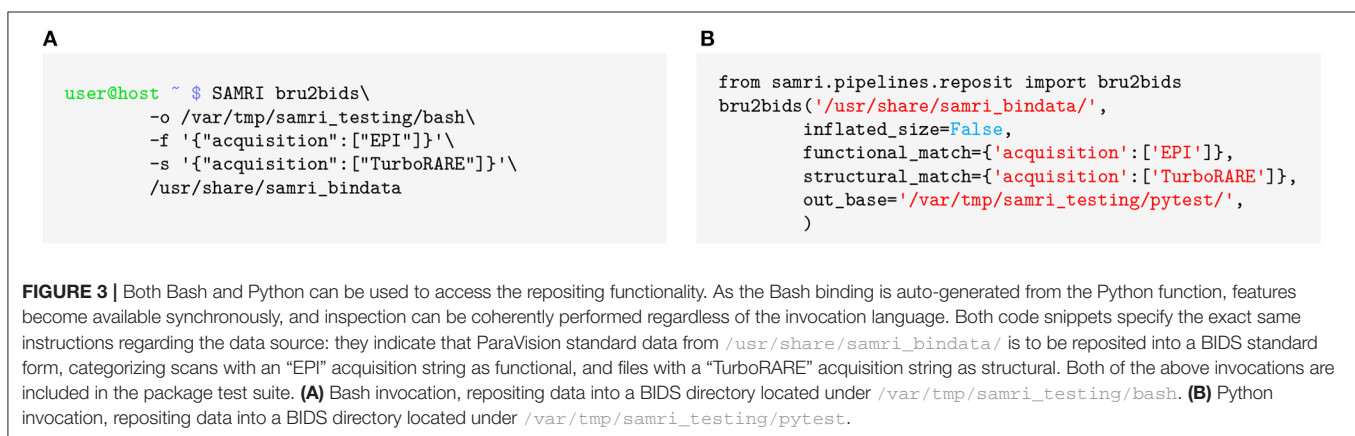 A
user@host ~ $ SAMRI bru2bids\
-o /var/tmp/samri_testing/bash\
-f '{"acquisition":["EPI"]}'\
-s '{"acquisition":["TurboRARE"]}'\
/usr/share/samri_bindata
B
from samri.pipelines.reposit import bru2bids
bru2bids('/usr/share/samri_bindata/',
inflated_size=False,
functional_match={'acquisition':['EPI']},
structural_match={'acquisition':['TurboRARE']},
out_base='/var/tmp/samri_testing/pytest/',
)
FIGURE 3 | Both Bash and Python can be used to access the repositing functionality. As the Bash binding is auto-generated from the Python function, features
become available synchronously, and inspection can be coherently performed regardless of the invocation language. Both code snippets specify the exact same
instructions regarding the data source: they indicate that ParaVision standard data from /usr/share/samri_bindata/ is to be reposited into a BIDS standard
form, categorizing scans with an “EPI” acquisition string as functional, and files with a “TurboRARE” acquisition string as structural. Both of the above invocations are
included in the package test suite. (A) Bash invocation, repositing data into a BIDS directory located under /var/tmp/samri_testing/bash. (B) Python
invocation, repositing data into a BIDS directory located under /var/tmp/samri_testing/pytest.